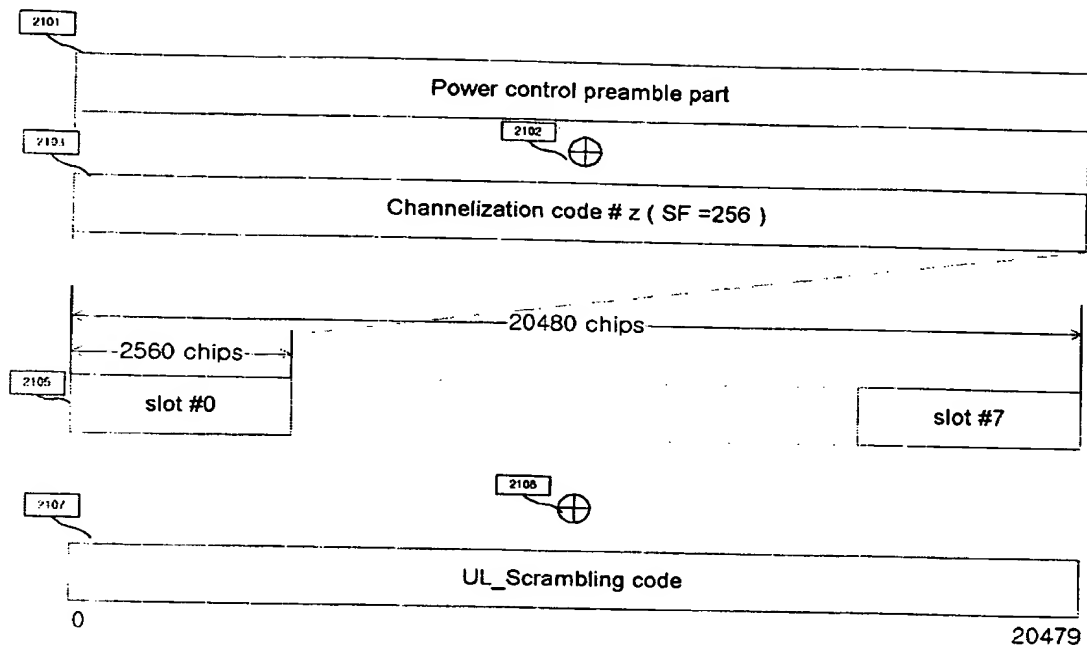 2101
Power control preamble part
2103
2102
Channelization code # z ( SF =256 )
20480 chips
2560 chips
2105
slot #0
slot #7
2107
2108
UL_Scrambling code
0
20479